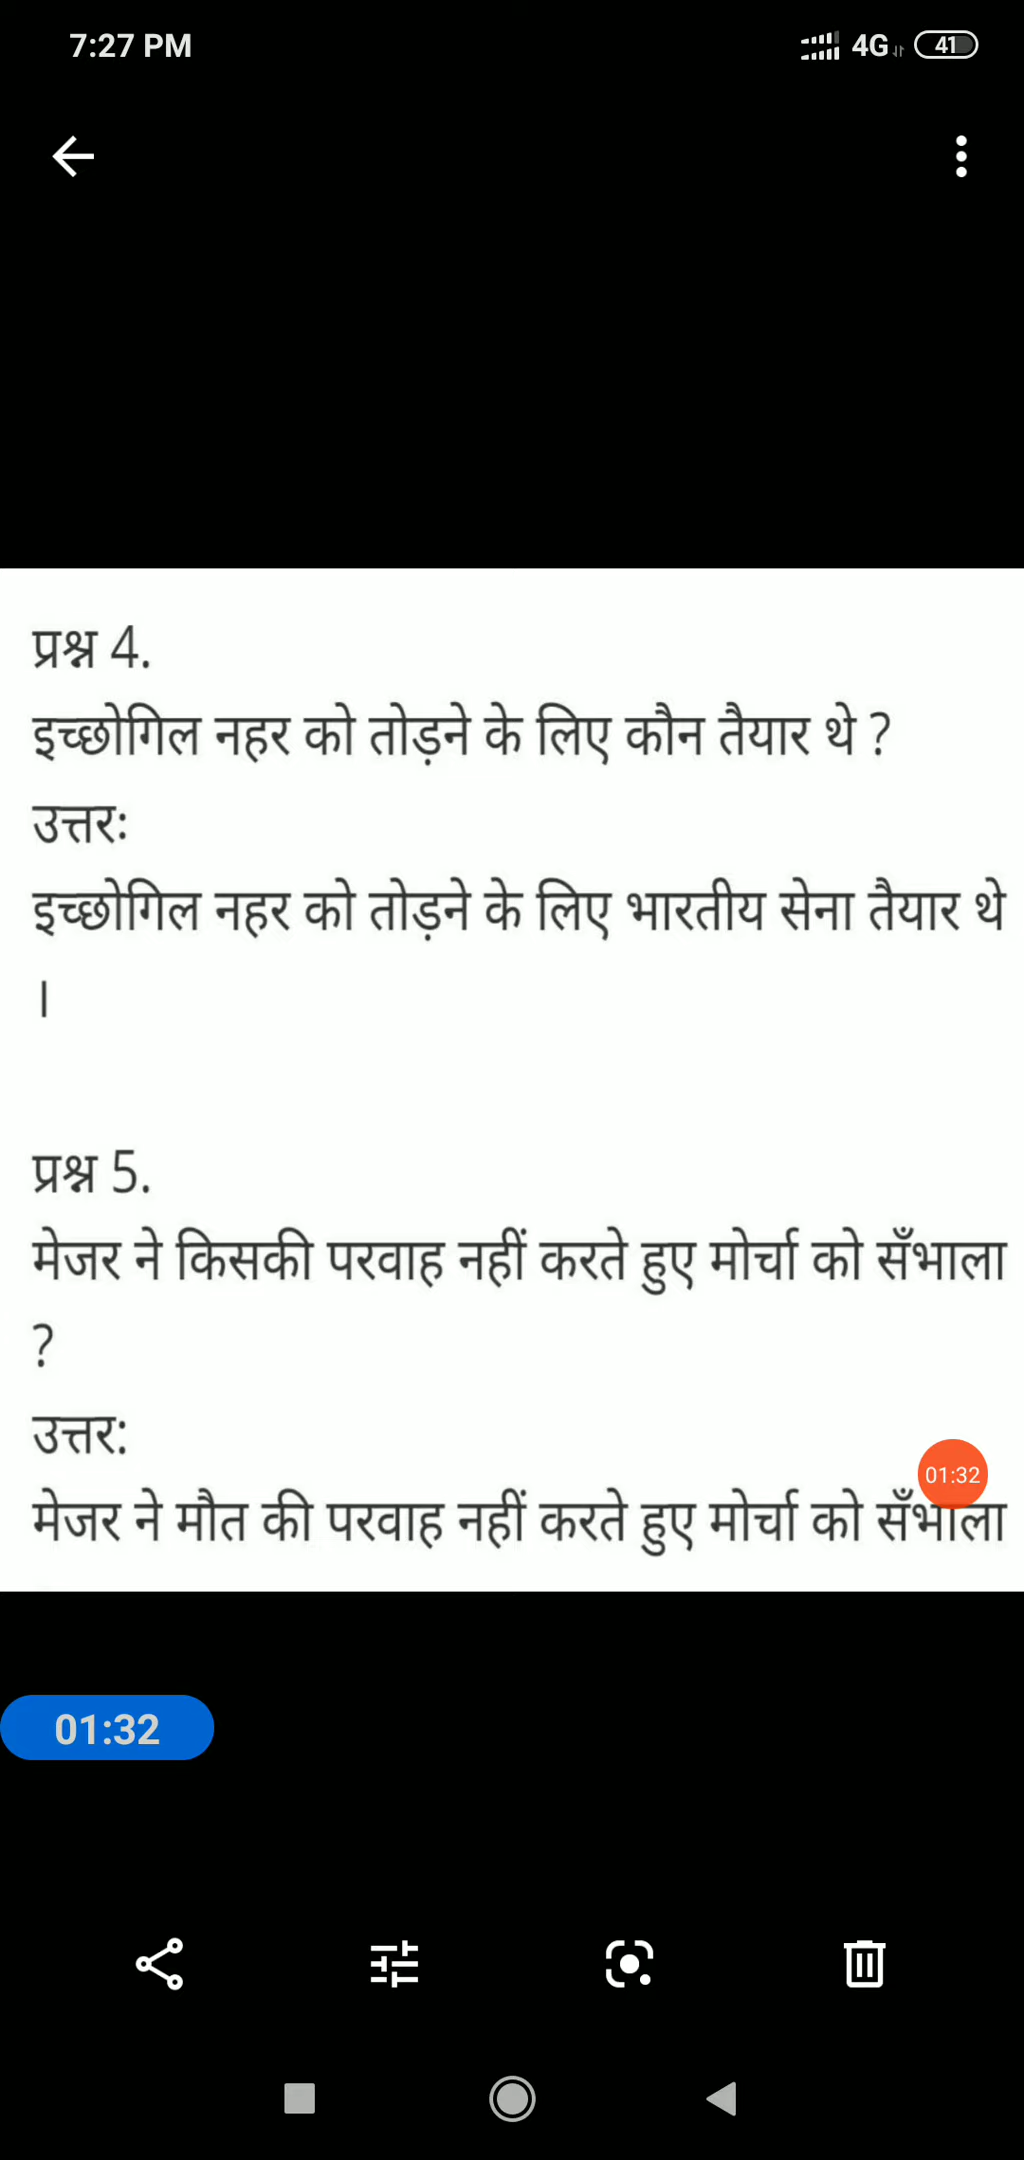 7:27 PM
4G 41
प्रश्न 4.
इच्छोगिल नहर को तोड़ने के लिए कौन तैयार थे ?
उत्तरः
इच्छोगिल नहर को तोड़ने के लिए भारतीय सेना तैयार थे
।
प्रश्न 5.
मेजर ने किसकी परवाह नहीं करते हुए मोर्चा को सँभाला
?
उत्तर:
01:32
मेजर ने मौत की परवाह नहीं करते हुए मोर्चा को सँभाला
01:32